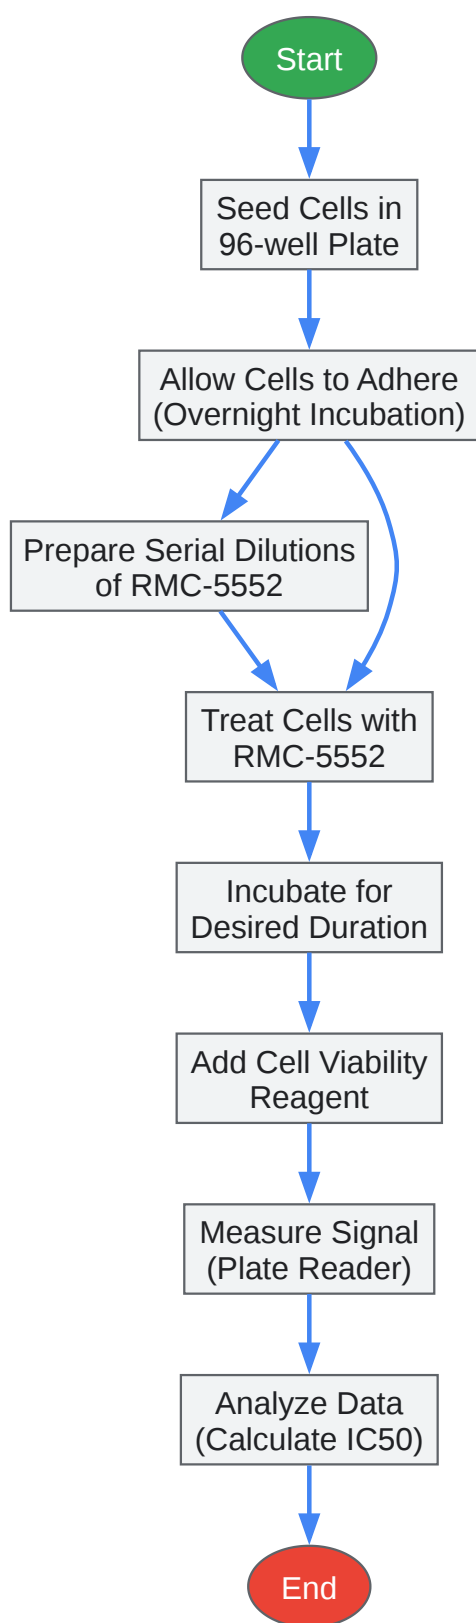 Start
Seed Cells in
96-well Plate
Allow Cells to Adhere
(Overnight Incubation)
Prepare Serial Dilutions
of RMC-5552
Treat Cells with
RMC-5552
Incubate for
Desired Duration
Add Cell Viability
Reagent
Measure Signal
(Plate Reader)
Analyze Data
(Calculate IC50)
End